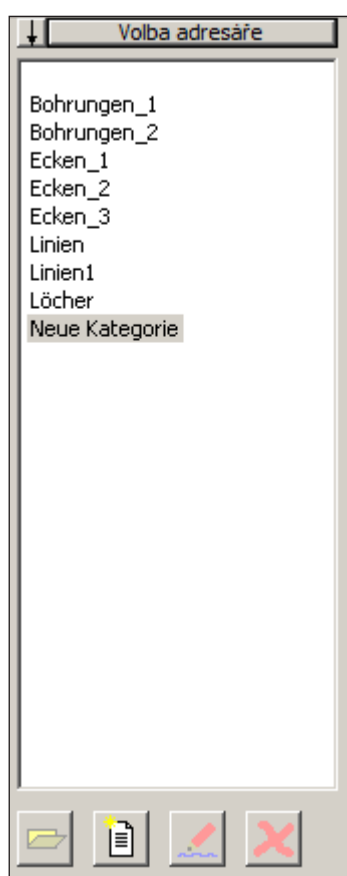 Volba adresáře
Bohrungen_1
Bohrungen_2
Ecken_1
Ecken_2
Ecken_3
Linien
Linien1
Löcher
Neue Kategorie